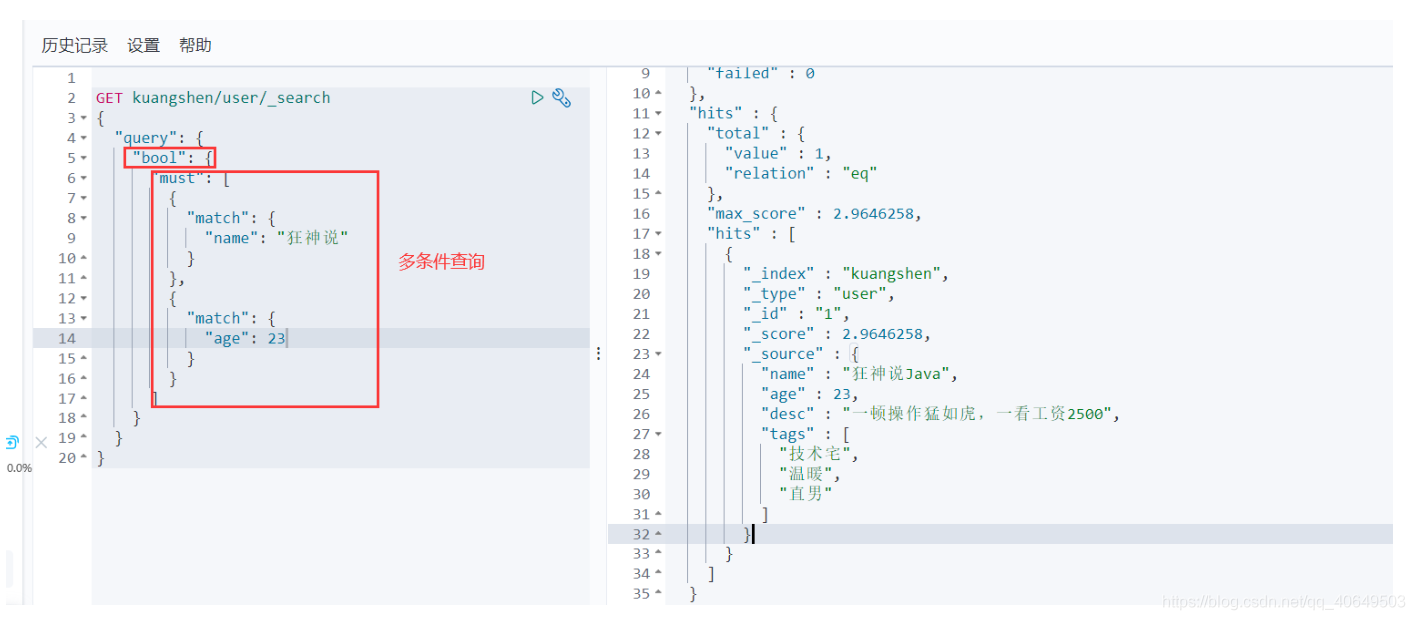 历史记录 设置 帮助
1
2 GET kuangshen/user/_search
3 {
4 "query": {
5 "bool": {
6 "must": [
7 {
8 "match": {
9 "name": "狂神说"
10 }
11 },
12 {
13 "match": {
14 "age": 23
15 }
16 }
17 ]
18 }
19 }
20 }
多条件查询
0.0%
9 "failed" : 0
10 },
11 "hits" : {
12 "total" : {
13 "value" : 1,
14 "relation" : "eq"
15 },
16 "max_score" : 2.9646258,
17 "hits" : [
18 {
19 "_index" : "kuangshen",
20 "_type" : "user",
21 "_id" : "1",
22 "_score" : 2.9646258,
23 "_source" : {
24 "name" : "狂神说Java",
25 "age" : 23,
26 "desc" : "一顿操作猛如虎，一看工资2500",
27 "tags" : [
28 "技术宅",
29 "温暖",
30 "直男"
31 ]
32 }
33 }
34 ]
35 }
https://blog.csdn.net/qq_40649503